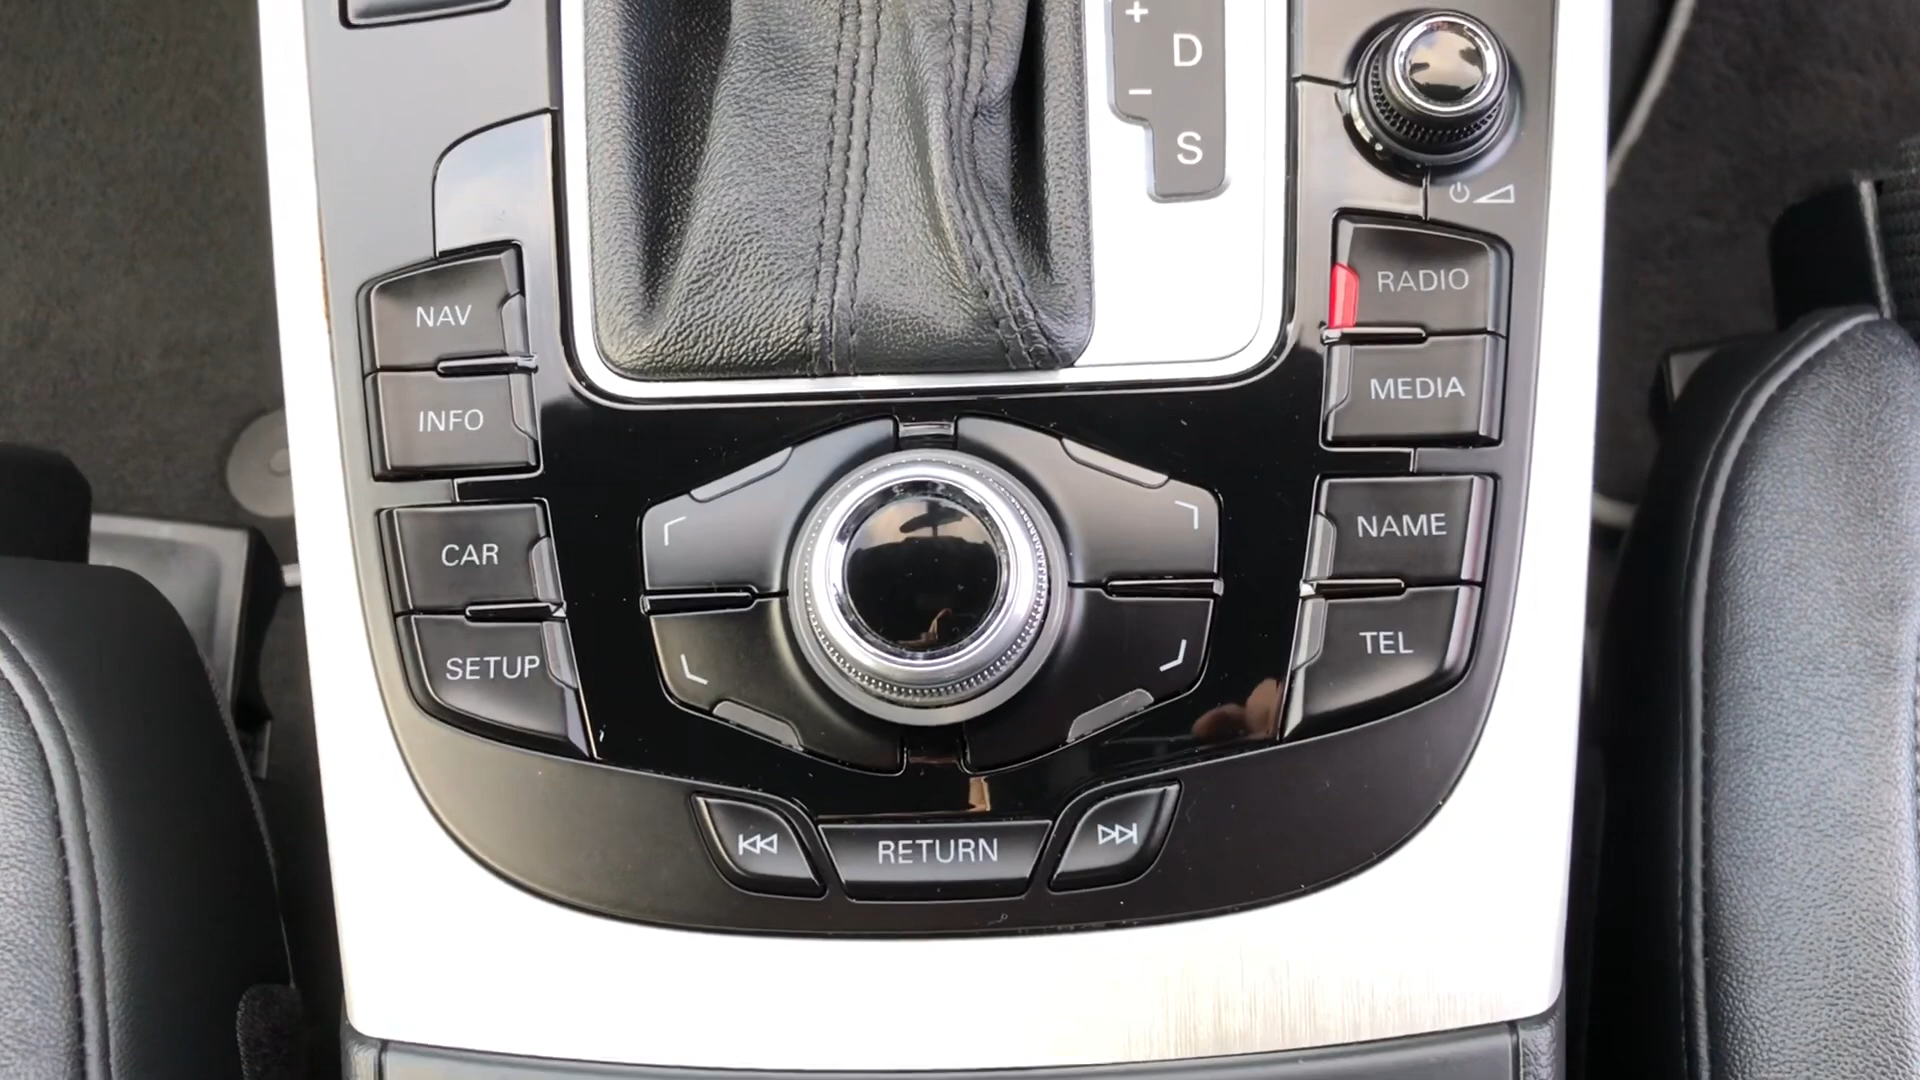 +
D
−
S
RADIO
NAV
MEDIA
INFO
NAME
CAR
TEL
SETUP
RETURN